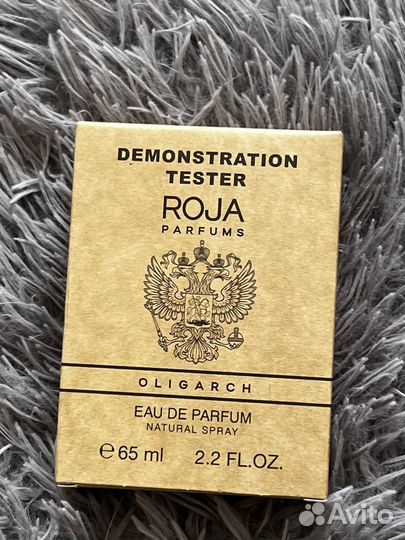 DEMONSTRATION
TESTER
ROJA
PARFUMS
OLIGARCH
EAU DE PARFUM
NATURAL SPRAY
℮65 ml 2.2 FL.OZ.
Avito